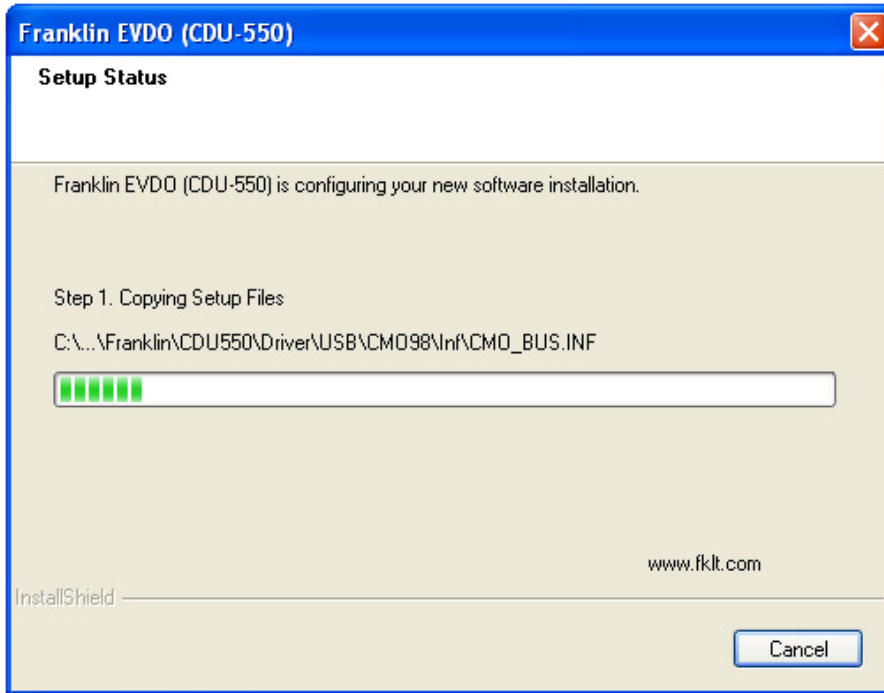 Franklin EVDO (CDU-550)
Setup Status
Franklin EVDO (CDU-550) is configuring your new software installation.
Step 1. Copying Setup Files
C:\...\Franklin\CDU550\Driver\USB\CMO98\Inf\CMO_BUS.INF
www.fklt.com
InstallShield
Cancel